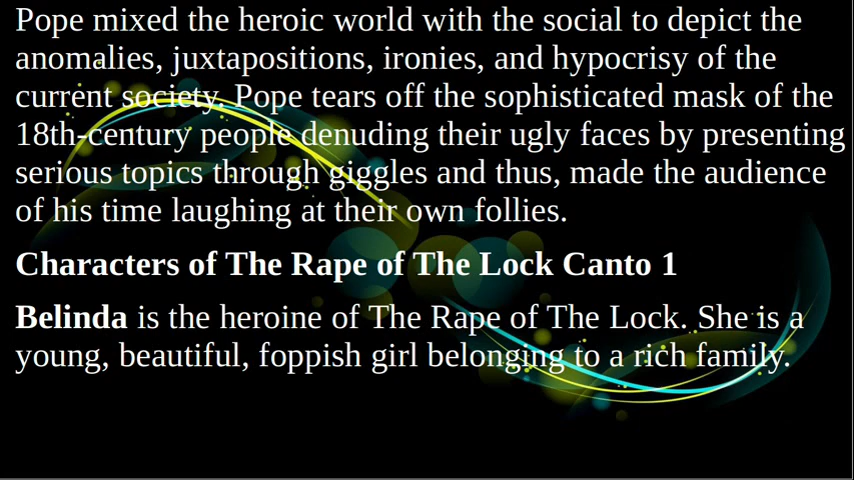 Pope mixed the heroic world with the social to depict the
anomalies, juxtapositions, ironies, and hypocrisy of the
current society. Pope tears off the sophisticated mask of the
18th-century people denuding their ugly faces by presenting
serious topics through giggles and thus, made the audience
of his time laughing at their own follies.
Characters of The Rape of The Lock Canto 1
Belinda is the heroine of The Rape of The Lock. She is a
young, beautiful, foppish girl belonging to a rich family.